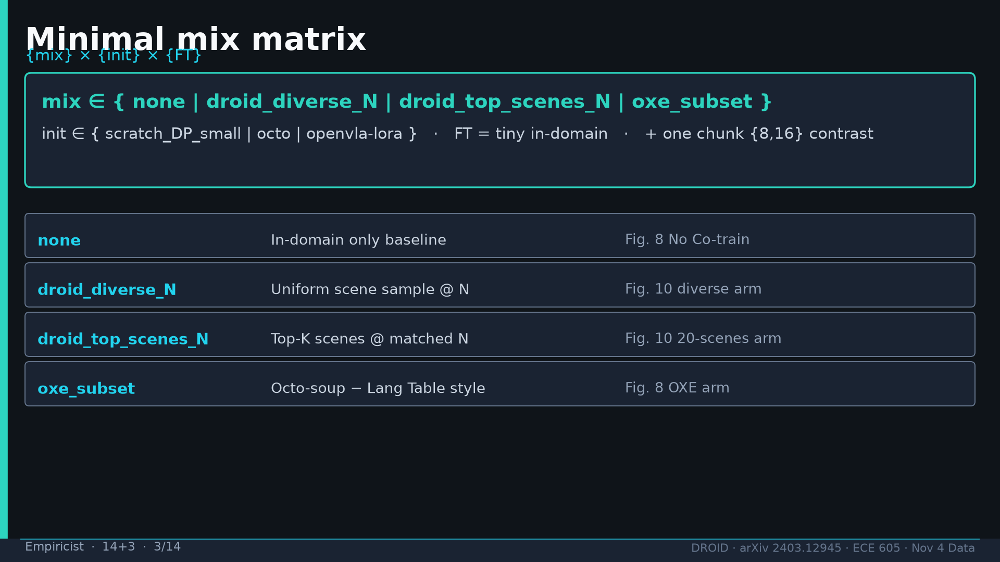 Minimal mix matrix
{mix} × {init} × {FT}
mix ∈ { none | droid_diverse_N | droid_top_scenes_N | oxe_subset }
init ∈ { scratch_DP_small | octo | openvla-lora } · FT = tiny in-domain · + one chunk {8,16} contrast
none In-domain only baseline Fig. 8 No Co-train
droid_diverse_N Uniform scene sample @ N Fig. 10 diverse arm
droid_top_scenes_N Top-K scenes @ matched N Fig. 10 20-scenes arm
oxe_subset Octo-soup − Lang Table style Fig. 8 OXE arm
Empiricist · 14+3 · 3/14 DROID · arXiv 2403.12945 · ECE 605 · Nov 4 Data